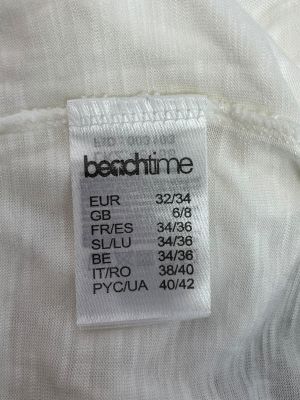 beachtime
EUR 32/34
GB 6/8
FR/ES 34/36
SL/LU 34/36
BE 34/36
IT/RO 38/40
PYC/UA 40/42